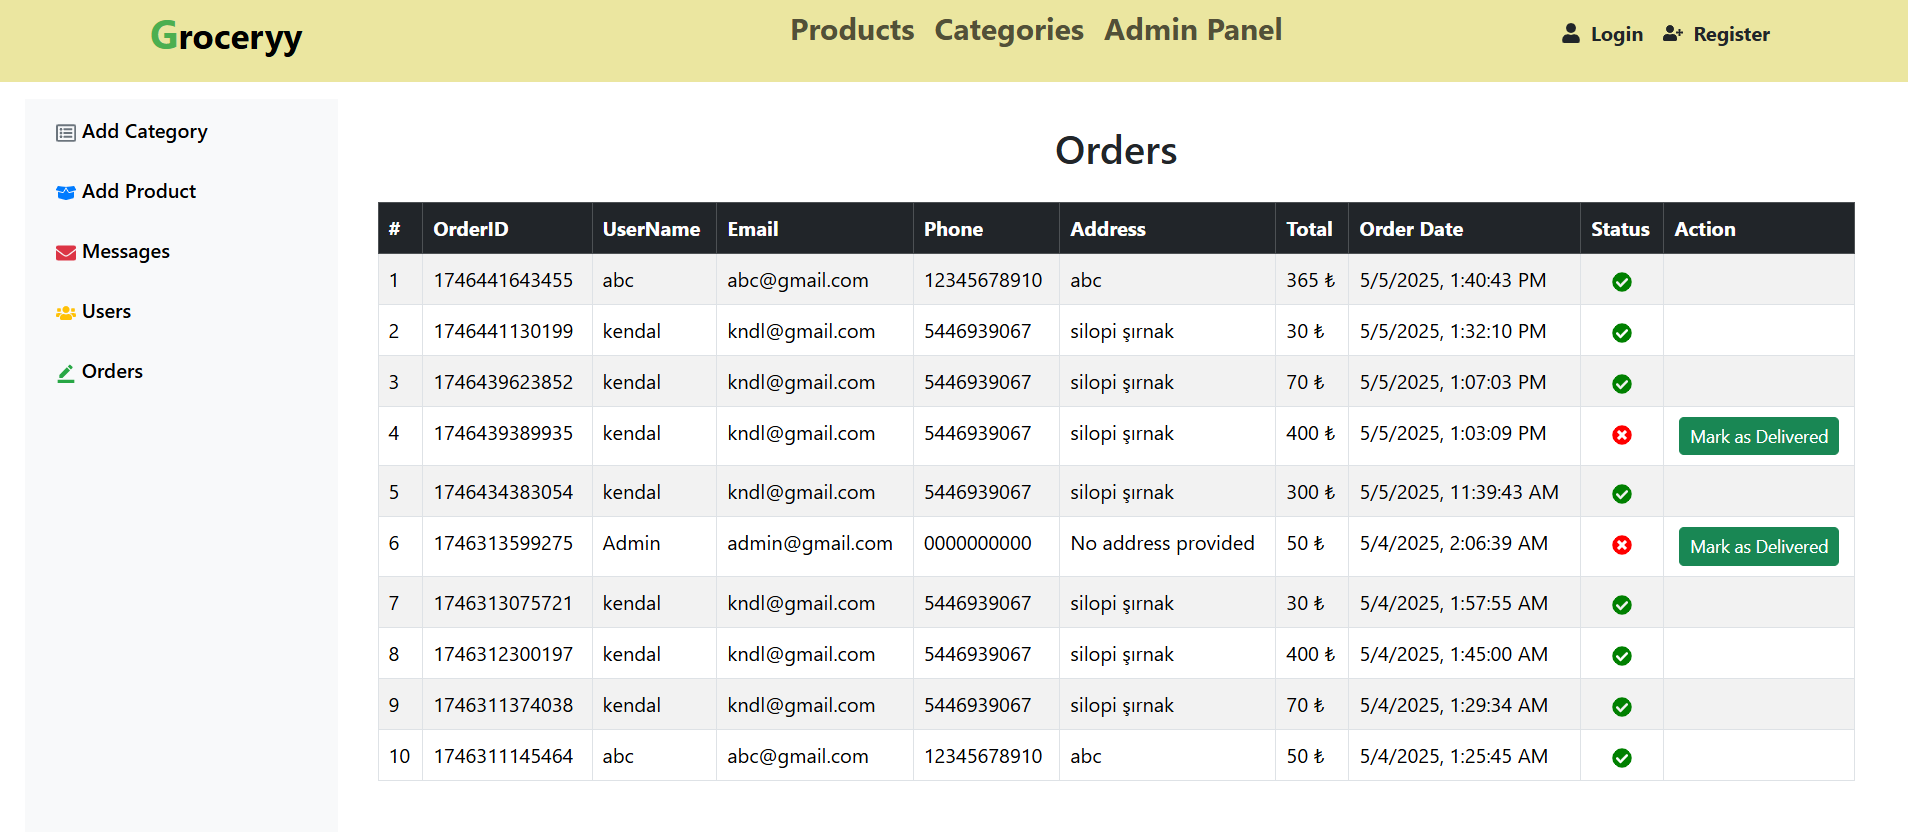 Groceryy
Products Categories Admin Panel
Login Register
Add Category
Add Product
Messages
Users
Orders
Orders
# OrderID UserName Email Phone Address Total Order Date Status Action
1 1746441643455 abc abc@gmail.com 12345678910 abc 365 ₺ 5/5/2025, 1:40:43 PM
2 1746441130199 kendal kndl@gmail.com 5446939067 silopi şırnak 30 ₺ 5/5/2025, 1:32:10 PM
3 1746439623852 kendal kndl@gmail.com 5446939067 silopi şırnak 70 ₺ 5/5/2025, 1:07:03 PM
4 1746439389935 kendal kndl@gmail.com 5446939067 silopi şırnak 400 ₺ 5/5/2025, 1:03:09 PM Mark as Delivered
5 1746434383054 kendal kndl@gmail.com 5446939067 silopi şırnak 300 ₺ 5/5/2025, 11:39:43 AM
6 1746313599275 Admin admin@gmail.com 0000000000 No address provided 50 ₺ 5/4/2025, 2:06:39 AM Mark as Delivered
7 1746313075721 kendal kndl@gmail.com 5446939067 silopi şırnak 30 ₺ 5/4/2025, 1:57:55 AM
8 1746312300197 kendal kndl@gmail.com 5446939067 silopi şırnak 400 ₺ 5/4/2025, 1:45:00 AM
9 1746311374038 kendal kndl@gmail.com 5446939067 silopi şırnak 70 ₺ 5/4/2025, 1:29:34 AM
10 1746311145464 abc abc@gmail.com 12345678910 abc 50 ₺ 5/4/2025, 1:25:45 AM